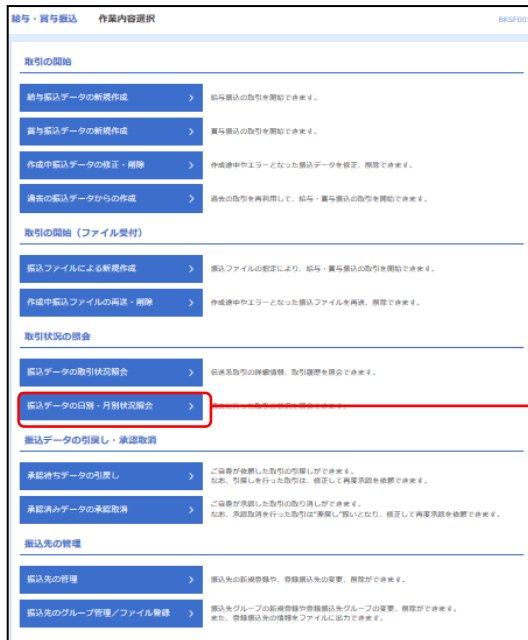 給与・賞与振込 作業内容選択 BKSF001
取引の開始
給与振込データの新規作成 給与振込の取引を開始できます。
賞与振込データの新規作成 賞与振込の取引を開始できます。
作成中振込データの修正・削除 作成途中やエラーとなった振込データを修正、削除できます。
過去の振込データからの作成 過去の取引を再利用して、給与・賞与振込の取引を開始できます。
取引の開始（ファイル受付）
振込ファイルによる新規作成 振込ファイルの指定により、給与・賞与振込の取引を開始できます。
作成中振込ファイルの再送・削除 作成途中やエラーとなった振込ファイルを再送、削除できます。
取引状況の照会
振込データの取引状況照会 伝送系取引の詳細情報、取引履歴を照会できます。
振込データの日別・月別状況照会 過去に行った取引の状況を照会できます。
振込データの引戻し・承認取消
承認待ちデータの引戻し ご自身が依頼した取引の引戻しができます。
なお、引戻しを行った取引は、修正して再度承認を依頼できます。
承認済みデータの承認取消 ご自身が承認した取引の取り消しができます。
なお、承認取消を行った取引は"差戻し"扱いとなり、修正して再度承認を依頼できます。
振込先の管理
振込先の管理 振込先の新規登録や、登録振込先の変更、削除ができます。
振込先のグループ管理／ファイル登録 振込先グループの新規登録や登録振込先グループの変更、削除ができます。
また、登録振込先の情報をファイルに出力できます。